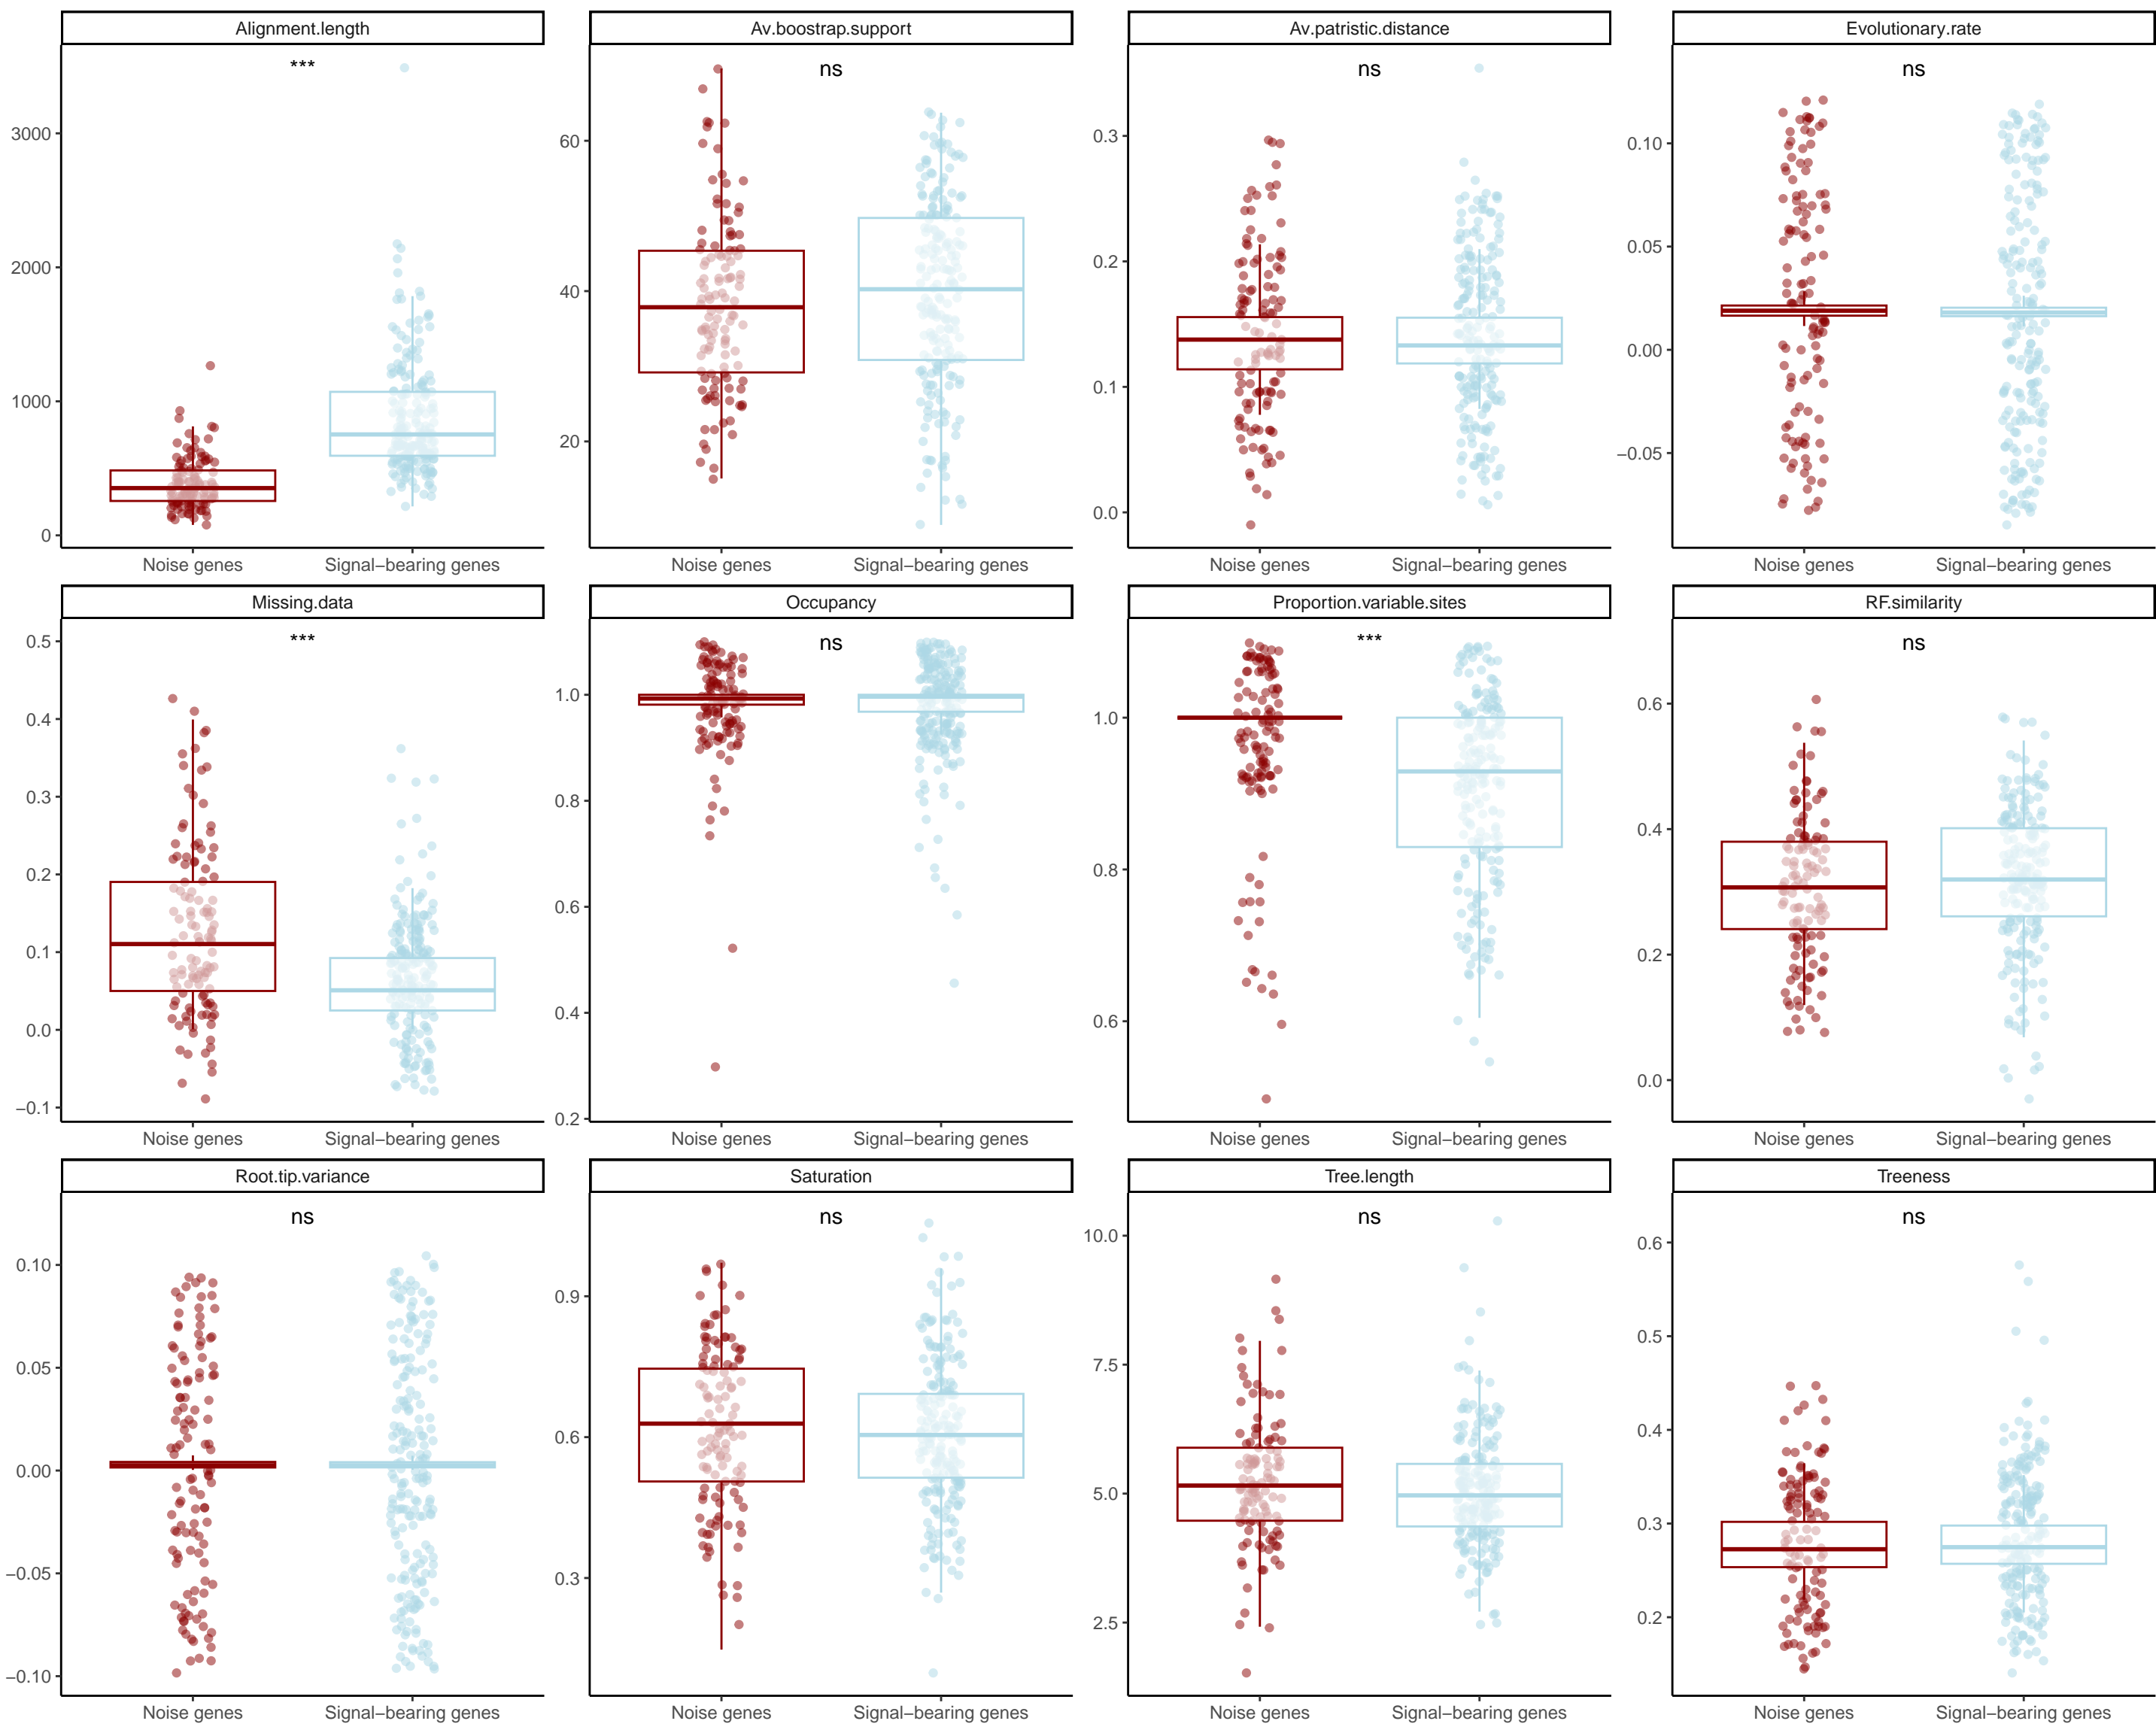 Alignment.length
Av.boostrap.support
Av.patristic.distance
Evolutionary.rate
***
ns
ns
ns
3000
2000
1000
0
60
40
20
0.3
0.2
0.1
0.0
0.10
0.05
0.00
−0.05
Noise genes
Signal−bearing genes
Noise genes
Signal−bearing genes
Noise genes
Signal−bearing genes
Noise genes
Signal−bearing genes
Missing.data
Occupancy
Proportion.variable.sites
RF.similarity
***
ns
***
ns
0.5
0.4
0.3
0.2
0.1
0.0
−0.1
1.0
0.8
0.6
0.4
0.2
1.0
0.8
0.6
0.6
0.4
0.2
0.0
Noise genes
Signal−bearing genes
Noise genes
Signal−bearing genes
Noise genes
Signal−bearing genes
Noise genes
Signal−bearing genes
Root.tip.variance
Saturation
Tree.length
Treeness
ns
ns
ns
ns
0.10
0.05
0.00
−0.05
−0.10
0.9
0.6
0.3
10.0
7.5
5.0
2.5
0.6
0.5
0.4
0.3
0.2
Noise genes
Signal−bearing genes
Noise genes
Signal−bearing genes
Noise genes
Signal−bearing genes
Noise genes
Signal−bearing genes